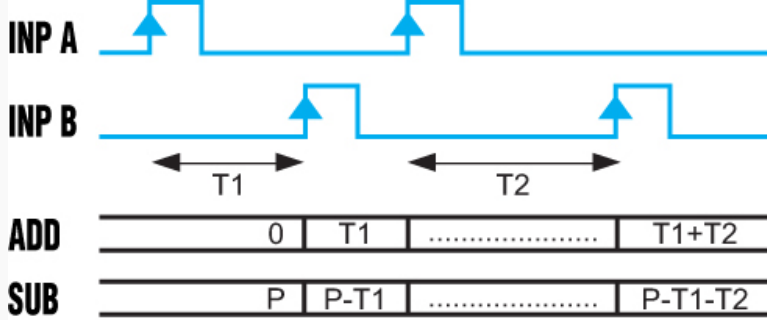 INP A
INP B
T1 T2
ADD 0 T1 ..................... T1+T2
SUB P P-T1 ..................... P-T1-T2